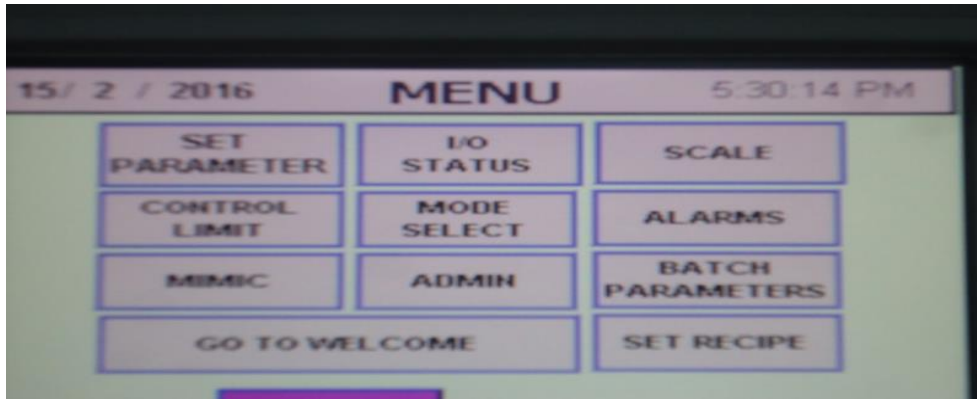 15/ 2 / 2016 MENU 5:30:14 PM
SET
PARAMETER
I/O
STATUS
SCALE
CONTROL
LIMIT
MODE
SELECT
ALARMS
MIMIC
ADMIN
BATCH
PARAMETERS
GO TO WELCOME
SET RECIPE